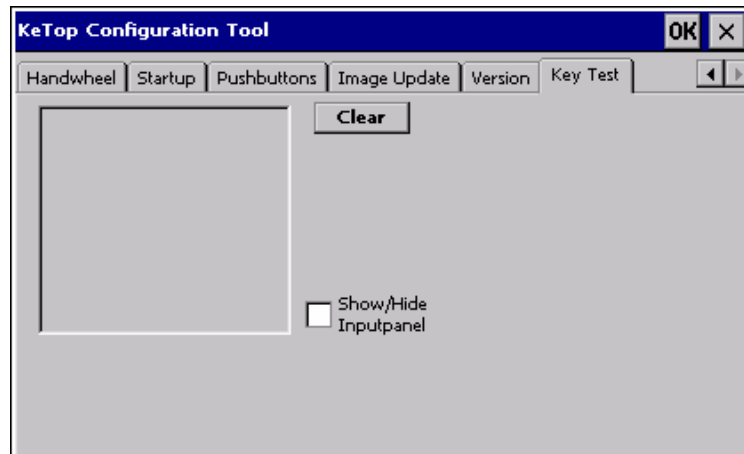 KeTop Configuration Tool OK
Handwheel Startup Pushbuttons Image Update Version Key Test
Clear
Show/Hide
Inputpanel